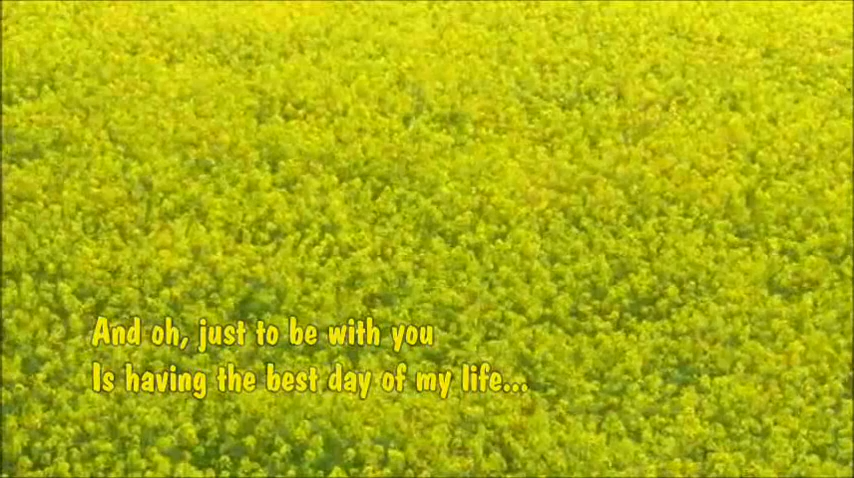 And oh, just to be with you
Is having the best day of my life...